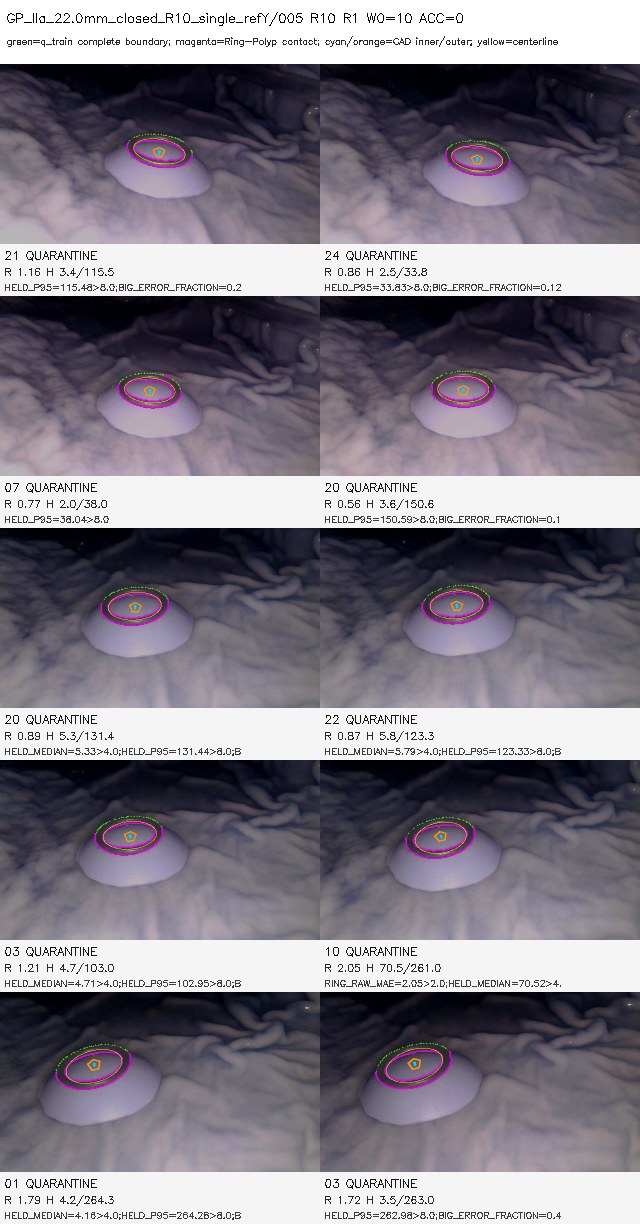 GP_IIa_22.0mm_closed_R10_single_refY/005 R10 R1 WO=10 ACC=0
green=q_train complete boundary; magenta=Ring-Polyp contact; cyan/orange=CAD inner/outer; yellow=centerline
21 QUARANTINE
R 1.16 H 3.4/115.5
HELD_P95=115.48>8.0;BIG_ERROR_FRACTION=0.2
24 QUARANTINE
R 0.86 H 2.5/33.8
HELD_P95=33.83>8.0;BIG_ERROR_FRACTION=0.12
07 QUARANTINE
R 0.77 H 2.0/38.0
HELD_P95=38.04>8.0
20 QUARANTINE
R 0.56 H 3.6/150.6
HELD_P95=150.59>8.0;BIG_ERROR_FRACTION=0.1
20 QUARANTINE
R 0.89 H 5.3/131.4
HELD_MEDIAN=5.33>4.0;HELD_P95=131.44>8.0;B
22 QUARANTINE
R 0.87 H 5.8/123.3
HELD_MEDIAN=5.79>4.0;HELD_P95=123.33>8.0;B
03 QUARANTINE
R 1.21 H 4.7/103.0
HELD_MEDIAN=4.71>4.0;HELD_P95=102.95>8.0;B
10 QUARANTINE
R 2.05 H 70.5/261.0
RING_RAW_MAE=2.05>2.0;HELD_MEDIAN=70.52>4.
01 QUARANTINE
R 1.79 H 4.2/264.3
HELD_MEDIAN=4.16>4.0;HELD_P95=264.28>8.0;B
03 QUARANTINE
R 1.72 H 3.5/263.0
HELD_P95=262.98>8.0;BIG_ERROR_FRACTION=0.4